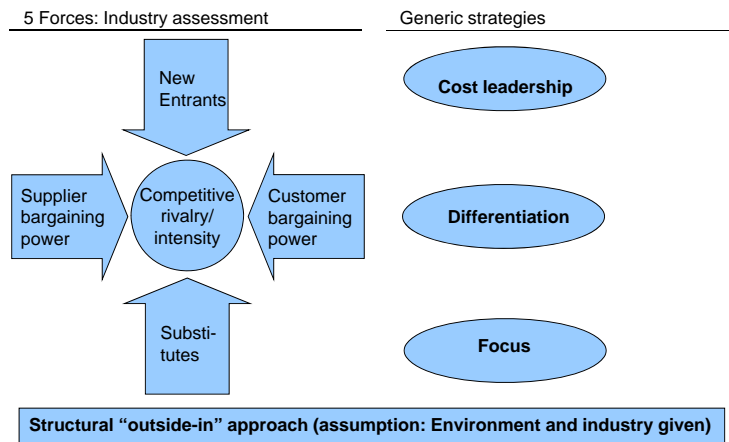 5 Forces: Industry assessment
Generic strategies
New
Entrants
Cost leadership
Supplier
bargaining
power
Competitive
rivalry/
intensity
Customer
bargaining
power
Differentiation
Substi-
tutes
Focus
Structural “outside-in” approach (assumption: Environment and industry given)